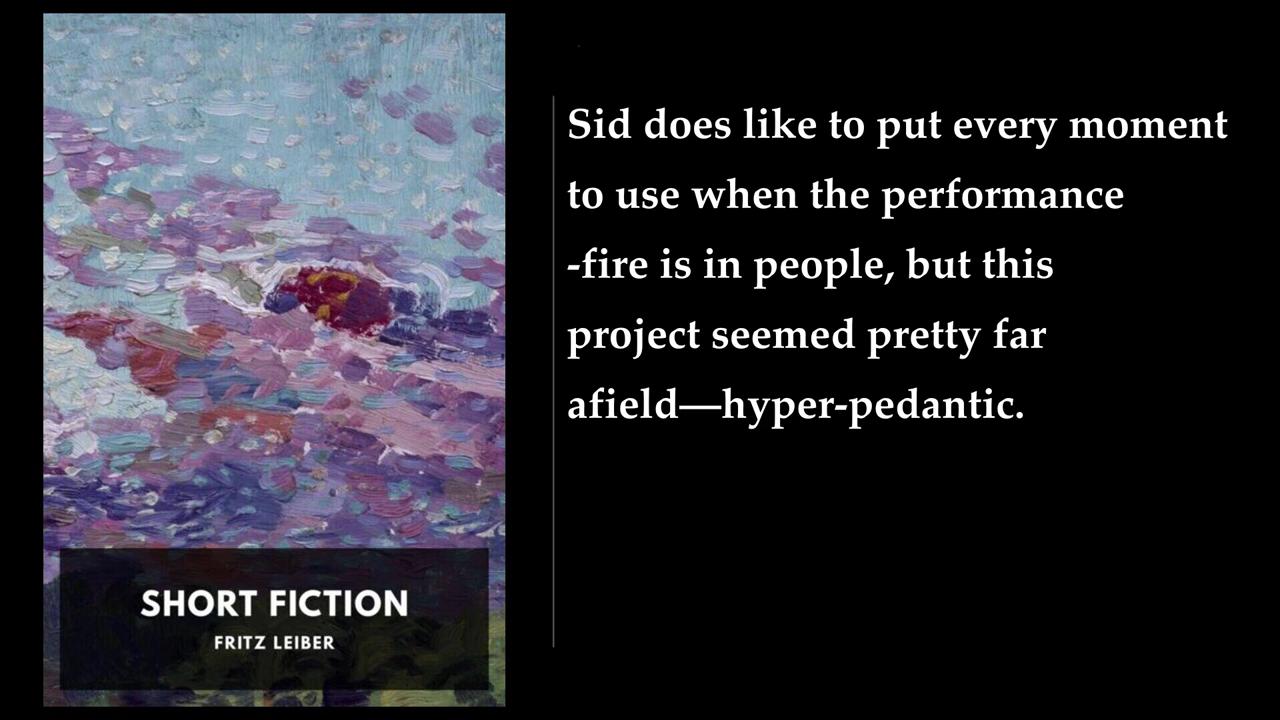 SHORT FICTION
FRITZ LEIBER
Sid does like to put every moment
to use when the performance
-fire is in people, but this
project seemed pretty far
afield—hyper-pedantic.